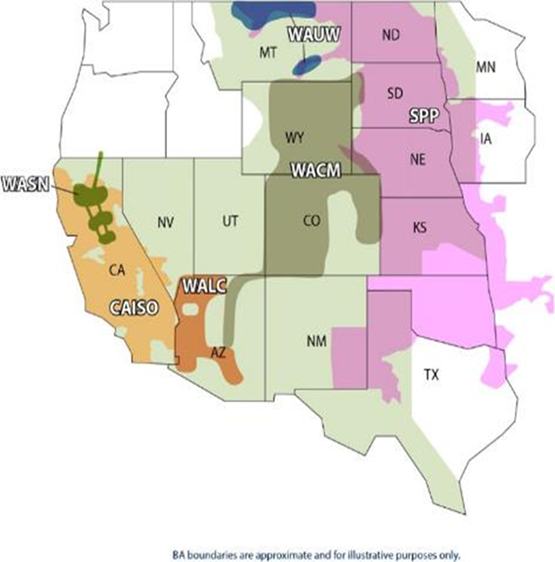 WAUW
MT
ND
MN
SD
SPP
WY
IA
WACM
NE
WASN
NV
UT
CO
KS
CA
WALC
CAISO
NM
AZ
TX
BA boundaries are approximate and for illustrative purposes only.